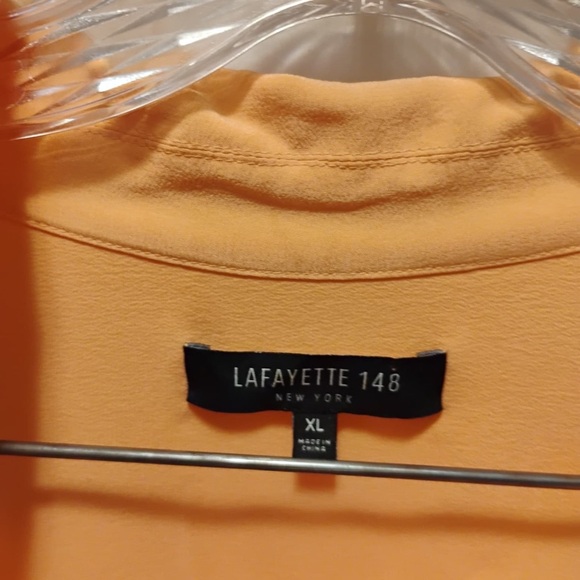 LAFAYETTE 148
NEW YORK
XL
MADE IN
CHINA